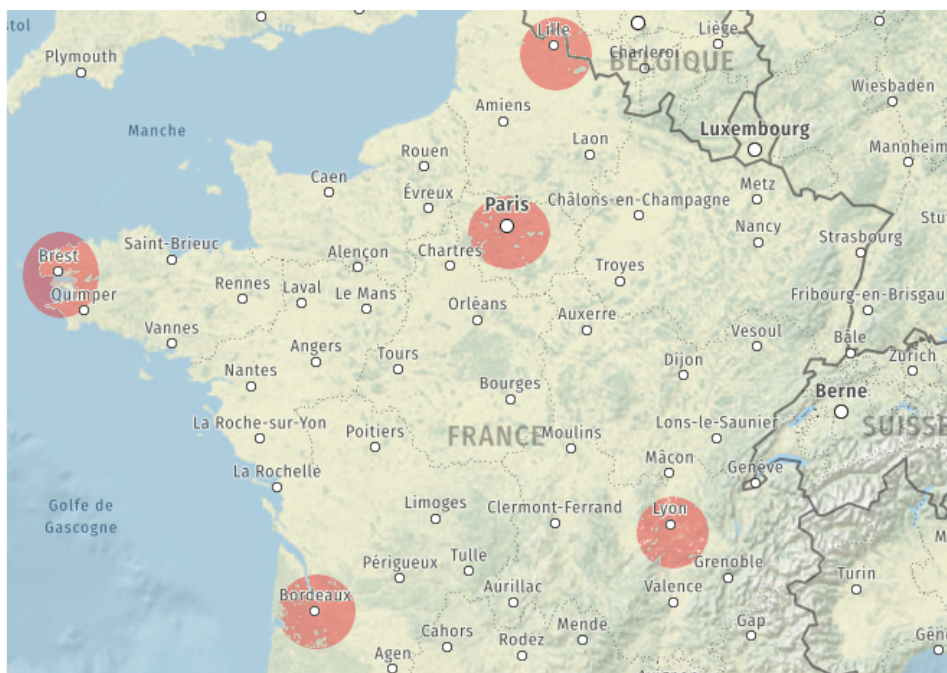 stol
Lille
Liège
Plymouth
Charleroi
BELGIQUE
Wiesbaden
Amiens
Manche
Laon
Luxembourg
Mannheim
Rouen
Caen
Évreux
Paris
Châlons-en-Champagne
Metz
Saint-Brieuc
Alençon
Chartres
Nancy
Strasbourg
Stu
Brest
Troyes
Quimper
Rennes
Laval
Le Mans
Orléans
Auxerre
Fribourg-en-Brisgau
Vannes
Vesoul
Bâle
Zurich
Angers
Tours
Dijon
Nantes
Bourges
Berne
La Roche-sur-Yon
Poitiers
FRANCE
Moulins
Lons-le-Saunier
SUISSE
La Rochelle
Mâcon
Genève
Golfe de
Gascogne
Limoges
Clermont-Ferrand
Lyon
Périgueux
Tulle
Grenoble
M
Bordeaux
Aurillac
Valence
Turin
Cahors
Rodez
Mende
Gap
Gên
Agen